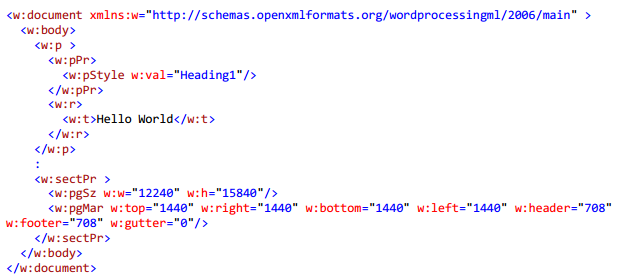 <w:document xmlns:w="http://schemas.openxmlformats.org/wordprocessingml/2006/main" >
  <w:body>
    <w:p >
      <w:pPr>
        <w:pStyle w:val="Heading1"/>
      </w:pPr>
      <w:r>
        <w:t>Hello World</w:t>
      </w:r>
    </w:p>
    :
    <w:sectPr >
      <w:pgSz w:w="12240" w:h="15840"/>
      <w:pgMar w:top="1440" w:right="1440" w:bottom="1440" w:left="1440" w:header="708"
w:footer="708" w:gutter="0"/>
    </w:sectPr>
  </w:body>
</w:document>